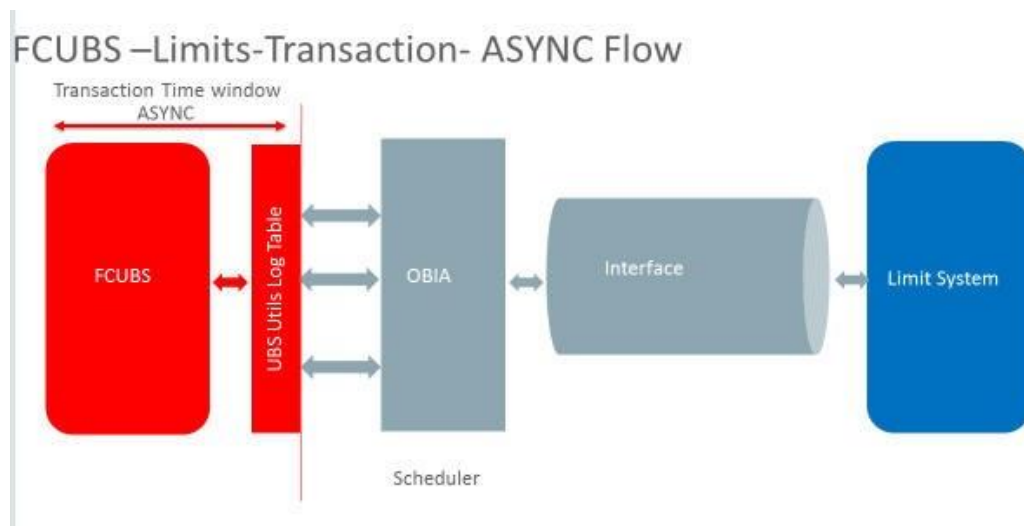 FCUBS –Limits-Transaction- ASYNC Flow
Transaction Time window
ASYNC
FCUBS
UBS Utils Log Table
OBIA
Interface
Limit System
Scheduler